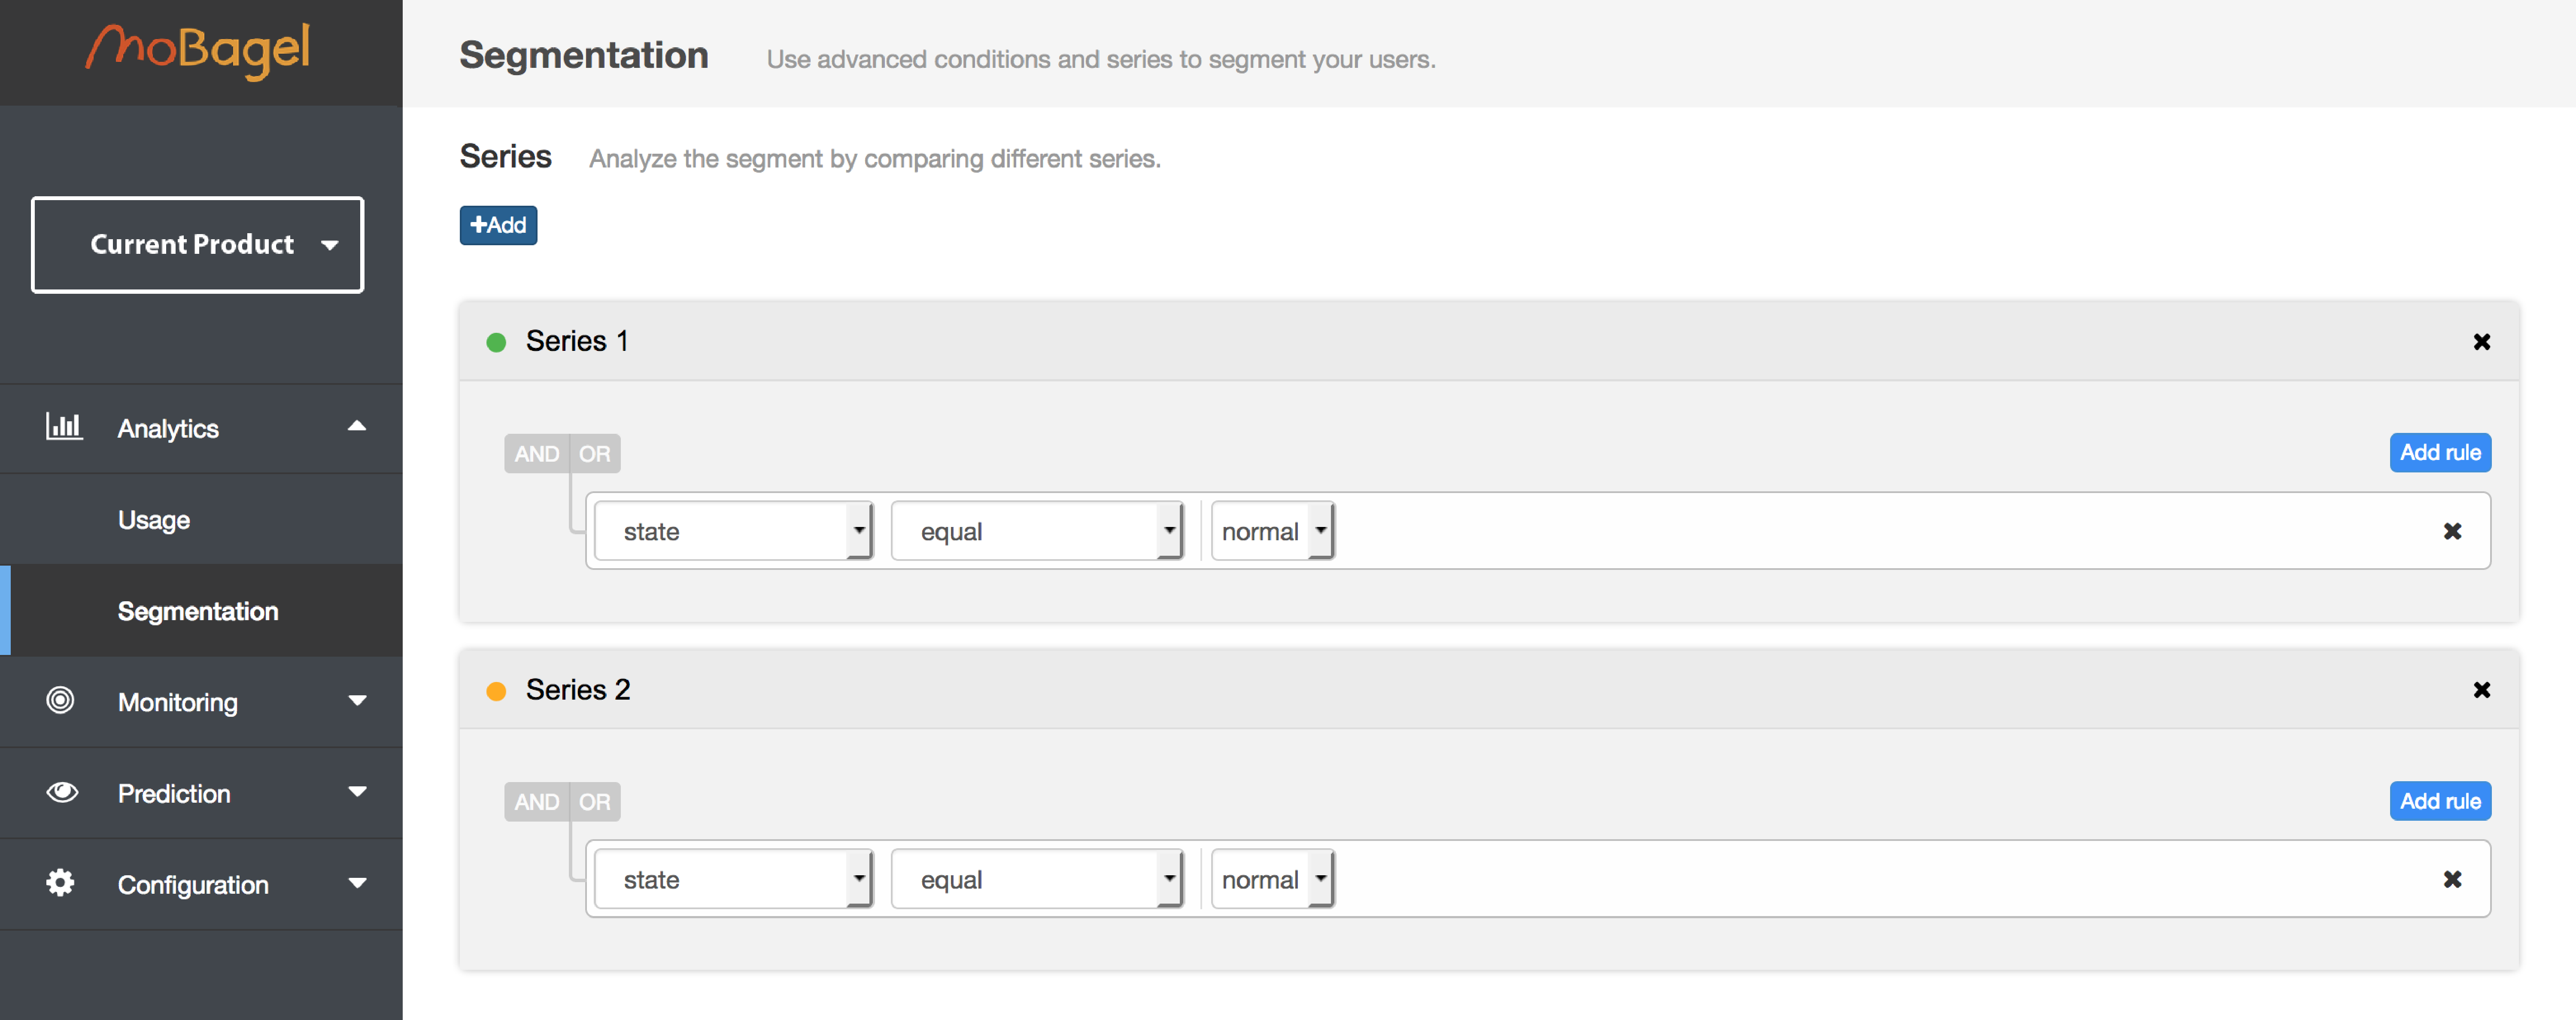 MoBagel
Segmentation Use advanced conditions and series to segment your users.
Series Analyze the segment by comparing different series.
Add
Current Product
Series 1
Analytics
AND OR Add rule
Usage
state equal normal
Segmentation
Series 2
Monitoring
Prediction
AND OR Add rule
Configuration
state equal normal